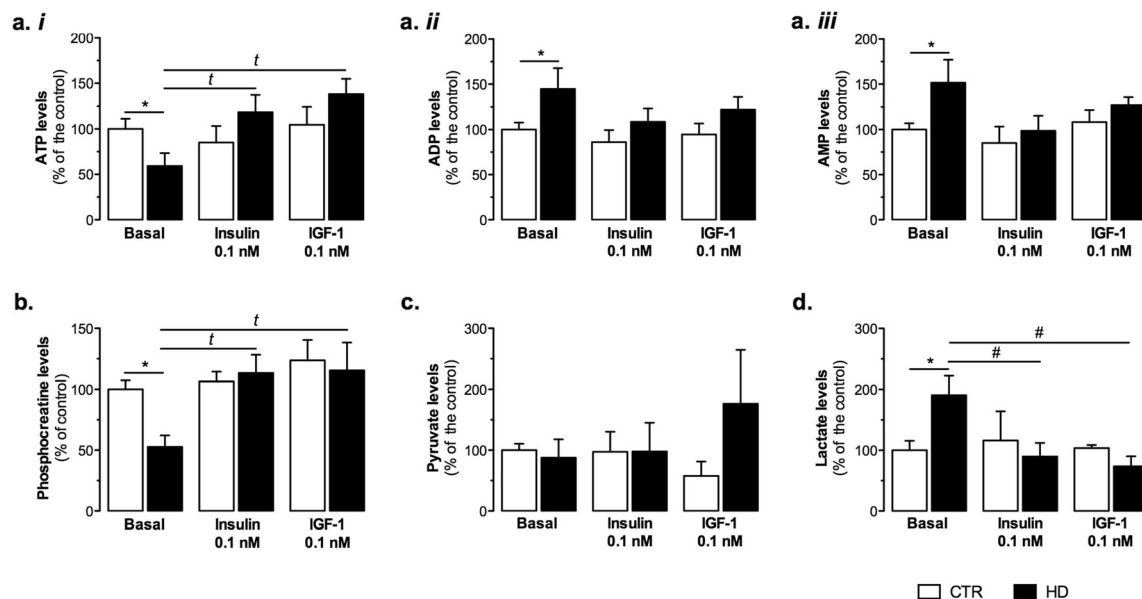 a. i
ATP levels
(% of the control)
200
150
100
50
0
*
t
t
Basal
Insulin
0.1 nM
IGF-1
0.1 nM
a. ii
ADP levels
(% of the control)
200
150
100
50
0
*
Basal
Insulin
0.1 nM
IGF-1
0.1 nM
a. iii
AMP levels
(% of the control)
200
150
100
50
0
*
Basal
Insulin
0.1 nM
IGF-1
0.1 nM
b.
Phosphocreatine levels
(% of control)
150
100
50
0
*
t
t
Basal
Insulin
0.1 nM
IGF-1
0.1 nM
c.
Pyruvate levels
(% of the control)
300
200
100
0
Basal
Insulin
0.1 nM
IGF-1
0.1 nM
d.
Lactate levels
(% of the control)
300
200
100
0
*
#
#
Basal
Insulin
0.1 nM
IGF-1
0.1 nM
CTR
HD